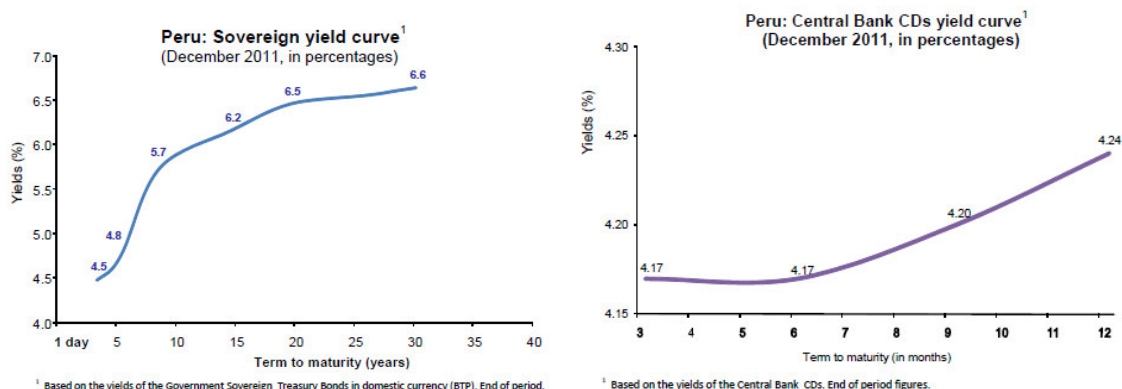 Peru: Sovereign yield curve1
(December 2011, in percentages)
Yields (%)
7.0
6.5
6.0
5.5
5.0
4.5
4.0
4.5
4.8
5.7
6.2
6.5
6.6
1 day 5 10 15 20 25 30 35 40
Term to maturity (years)
1 Based on the yields of the Government Sovereign Treasury Bonds in domestic currency (BTP). End of period.
Peru: Central Bank CDs yield curve1
(December 2011, in percentages)
Yields (%)
4.30
4.25
4.20
4.15
4.17
4.17
4.20
4.24
3 4 5 6 7 8 9 10 11 12
Term to maturity (in months)
1 Based on the yields of the Central Bank CDs. End of period figures.